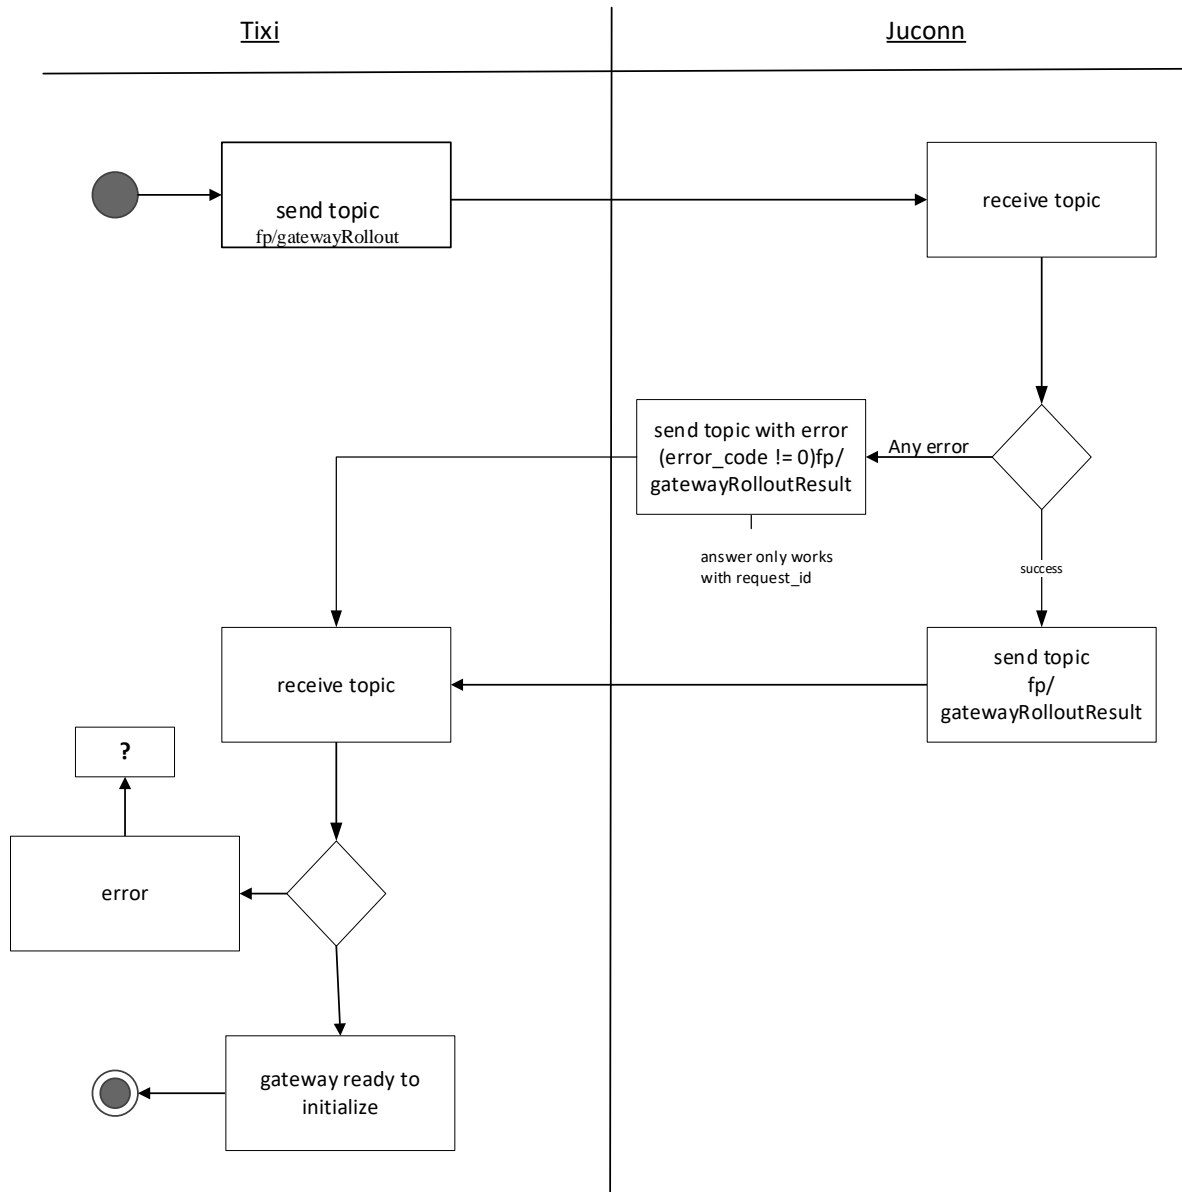 Tixi
Juconn
send topic
fp/gatewayRollout
receive topic
send topic with error
(error_code != 0)fp/
gatewayRolloutResult
Any error
answer only works
with request_id
success
receive topic
send topic
fp/
gatewayRolloutResult
?
error
gateway ready to
initialize